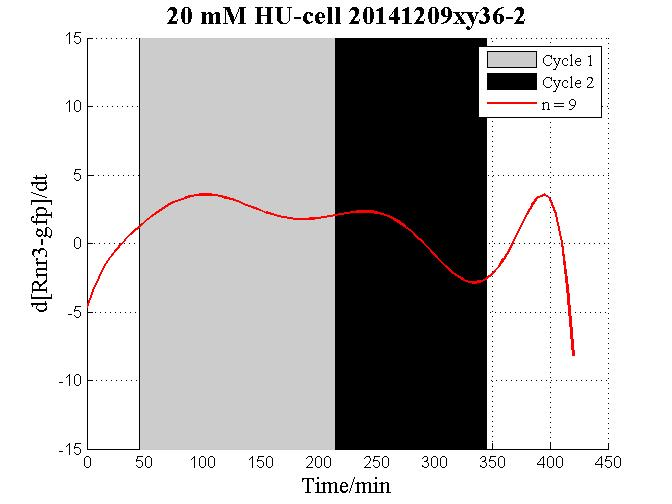 20 mM HU-cell 20141209xy36-2
d[Rnr3-gfp]/dt
15
10
5
0
-5
-10
-15
Cycle 1
Cycle 2
n = 9
0 50 100 150 200 250 300 350 400 450
Time/min